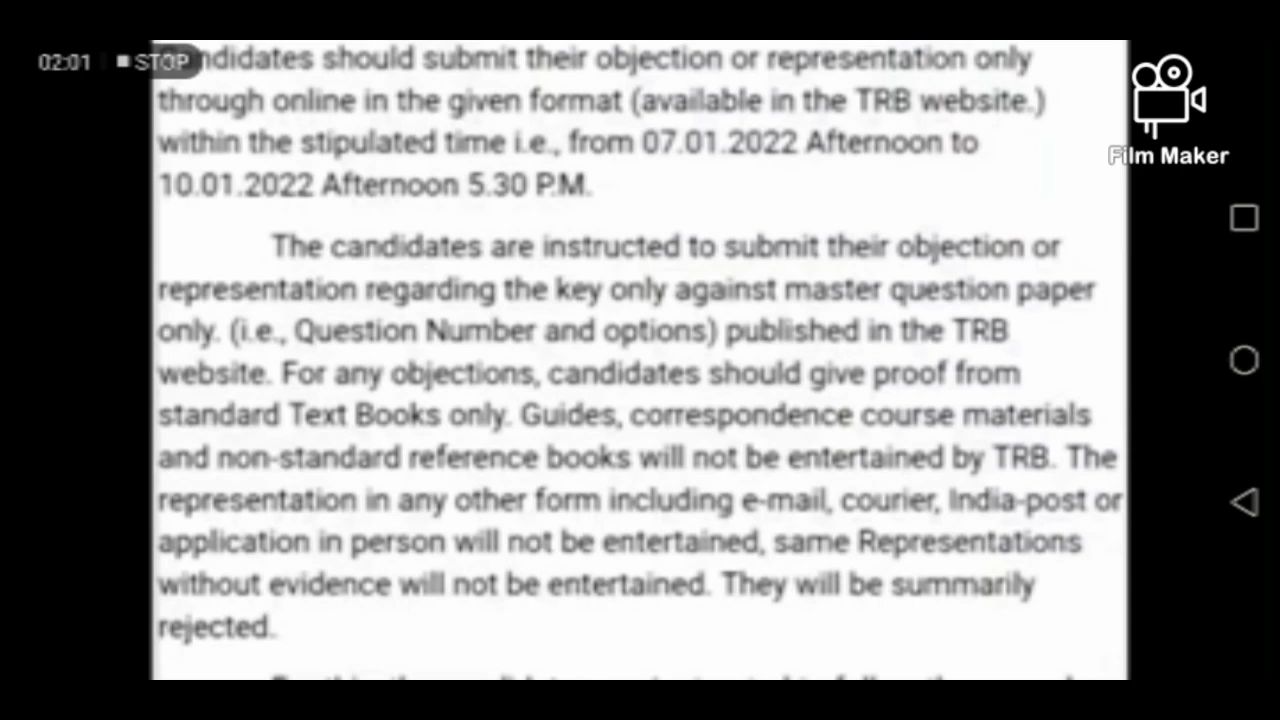 02:01 STOP
ndidates should submit their objection or representation only
through online in the given format (available in the TRB website.)
within the stipulated time i.e., from 07.01.2022 Afternoon to
10.01.2022 Afternoon 5.30 P.M.
The candidates are instructed to submit their objection or
representation regarding the key only against master question paper
only. (i.e., Question Number and options) published in the TRB
website. For any objections, candidates should give proof from
standard Text Books only. Guides, correspondence course materials
and non-standard reference books will not be entertained by TRB. The
representation in any other form including e-mail, courier, India-post or
application in person will not be entertained, same Representations
without evidence will not be entertained. They will be summarily
rejected.
Film Maker